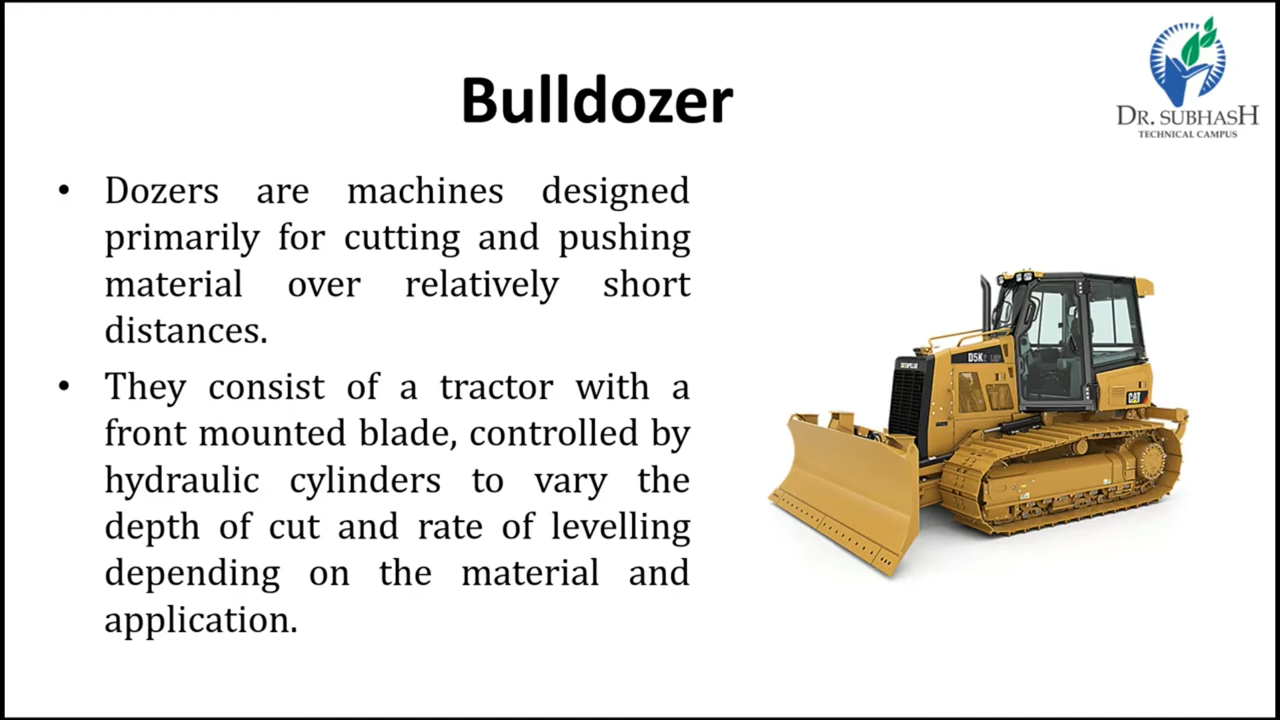 Bulldozer
DR. SUBHASH
TECHNICAL CAMPUS
• Dozers are machines designed
primarily for cutting and pushing
material over relatively short
distances.
• They consist of a tractor with a
front mounted blade, controlled by
hydraulic cylinders to vary the
depth of cut and rate of levelling
depending on the material and
application.
D5K
CATERPILLAR
CAT